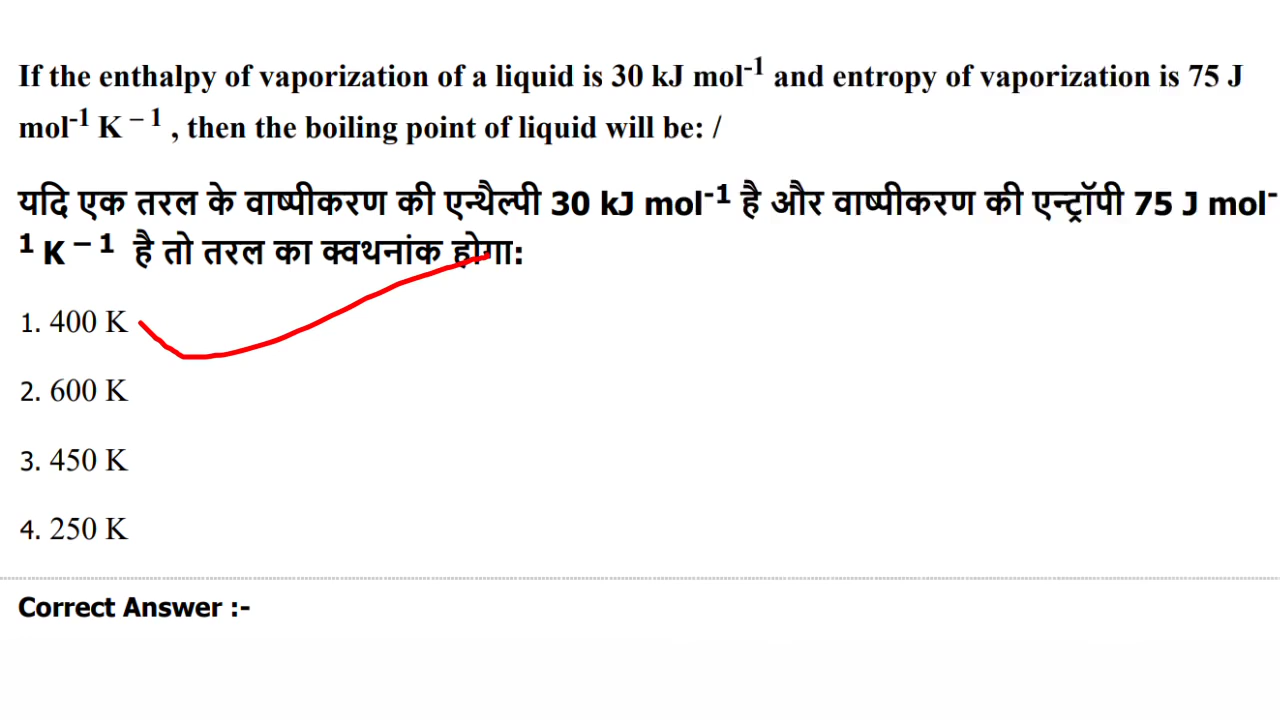 If the enthalpy of vaporization of a liquid is 30 kJ mol⁻¹ and entropy of vaporization is 75 J
mol⁻¹ K ⁻ ¹ , then the boiling point of liquid will be: /
यदि एक तरल के वाष्पीकरण की एन्थैल्पी 30 kJ mol⁻¹ है और वाष्पीकरण की एन्ट्रॉपी 75 J mol⁻
¹ K ⁻ ¹ है तो तरल का क्वथनांक होगा:
1. 400 K
2. 600 K
3. 450 K
4. 250 K
Correct Answer :-